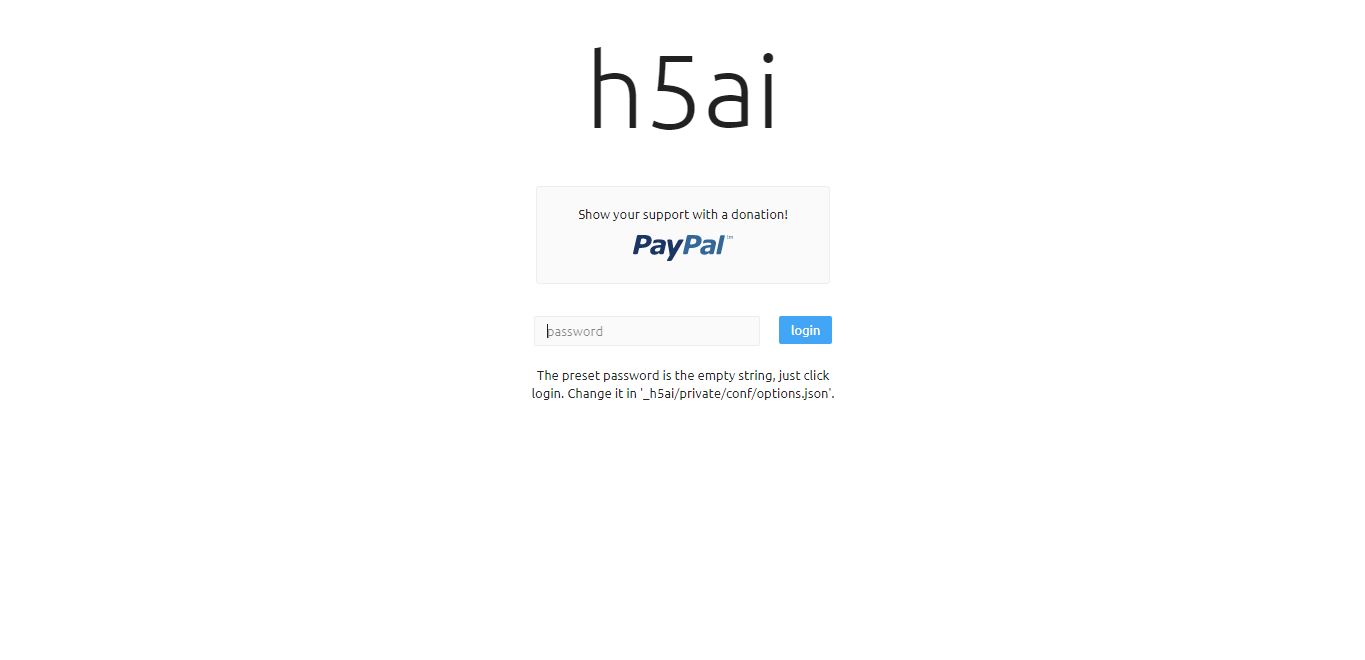 h5ai
Show your support with a donation!
PayPal™
password
login
The preset password is the empty string, just click
login. Change it in '_h5ai/private/conf/options.json'.